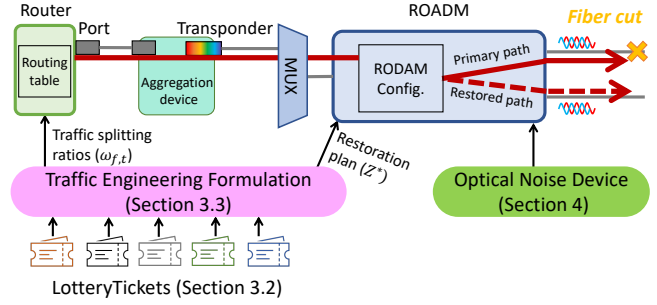 Router
ROADM
Fiber cut
Port
Transponder
Routing
table
Aggregation
device
MUX
RODAM
Config.
Primary path
Restored path
Traffic splitting
ratios (ω_{f,t})
Restoration
plan (Z*)
Traffic Engineering Formulation
(Section 3.3)
Optical Noise Device
(Section 4)
LotteryTickets (Section 3.2)